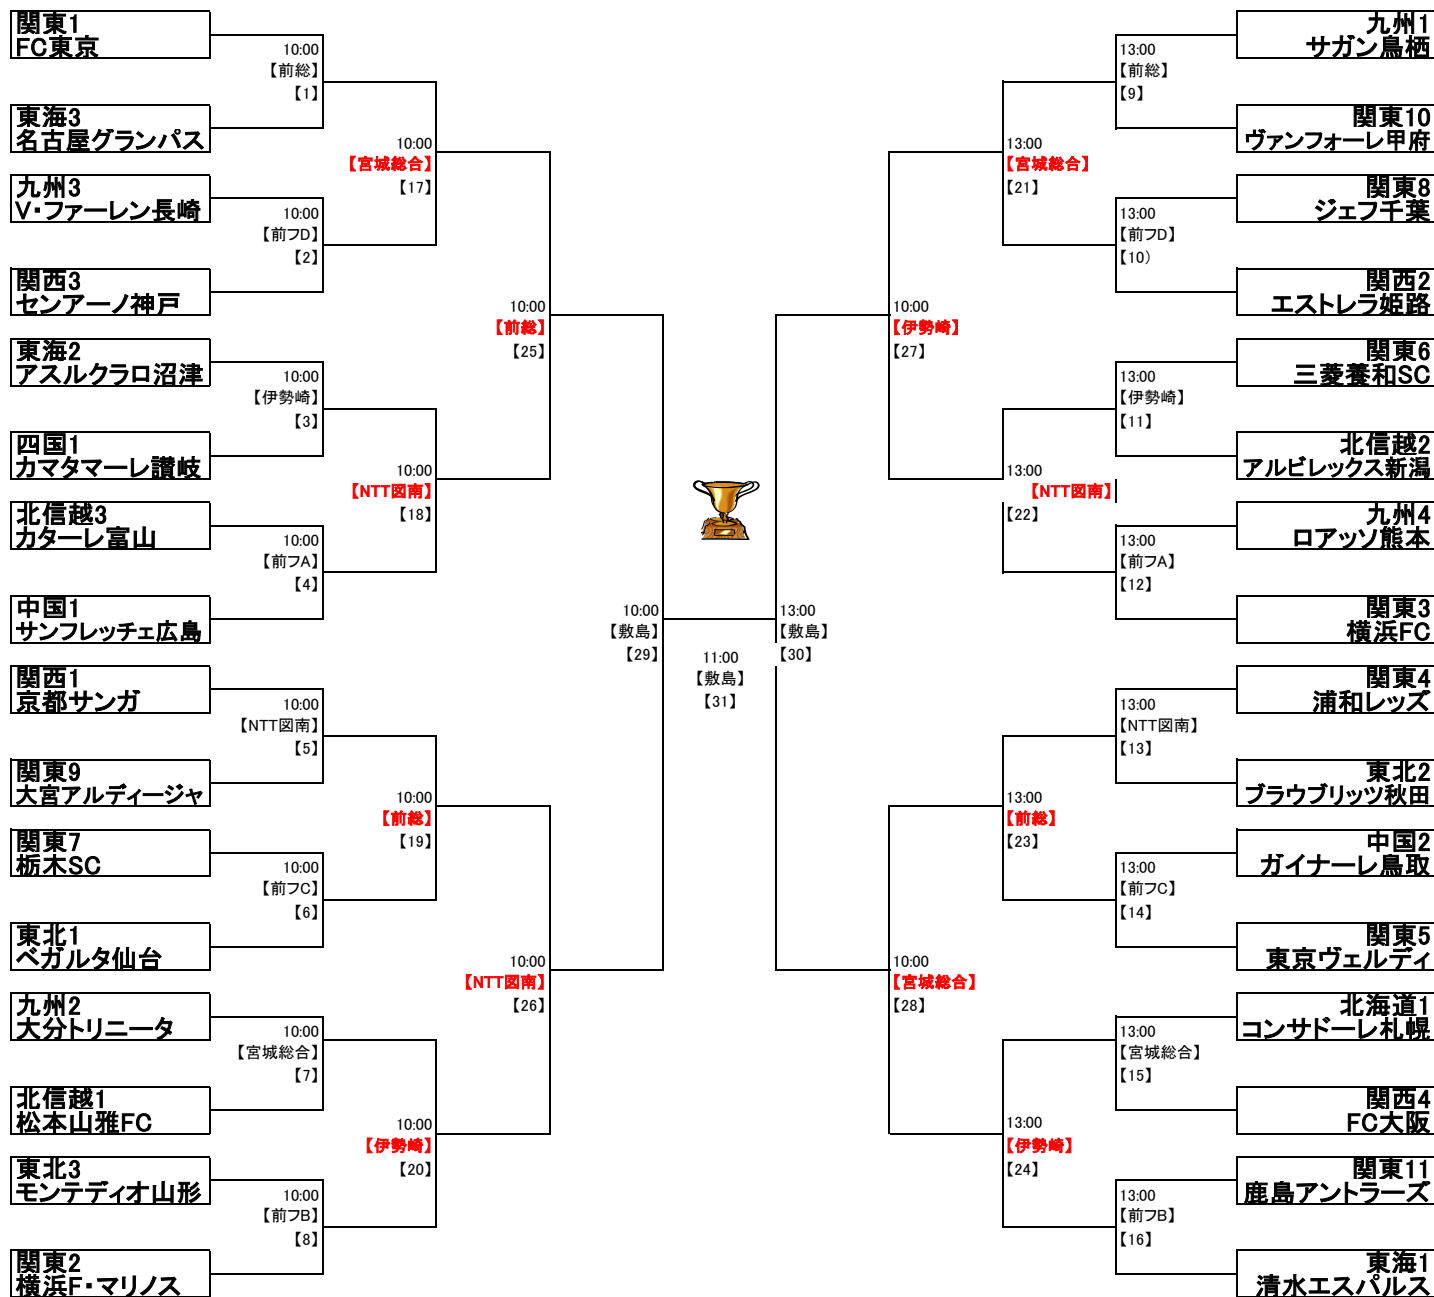 関東1
FC東京
10:00
【前総】
【1】
東海3
名古屋グランパス
10:00
【宮城総合】
【17】
九州3
V・ファーレン長崎
10:00
【前フD】
【2】
関西3
センアーノ神戸
10:00
【前総】
【25】
東海2
アスルクラロ沼津
10:00
【伊勢崎】
【3】
四国1
カマタマーレ讃岐
10:00
【NTT図南】
【18】
北信越3
カターレ富山
10:00
【前フA】
【4】
中国1
サンフレッチェ広島
10:00
【敷島】
【29】
関西1
京都サンガ
10:00
【NTT図南】
【5】
関東9
大宮アルディージャ
10:00
【前総】
【19】
関東7
栃木SC
10:00
【前フC】
【6】
東北1
ベガルタ仙台
10:00
【NTT図南】
【26】
九州2
大分トリニータ
10:00
【宮城総合】
【7】
北信越1
松本山雅FC
10:00
【伊勢崎】
【20】
東北3
モンテディオ山形
10:00
【前フB】
【8】
関東2
横浜F・マリノス
11:00
【敷島】
【31】
九州1
サガン鳥栖
13:00
【前総】
【9】
関東10
ヴァンフォーレ甲府
13:00
【宮城総合】
【21】
関東8
ジェフ千葉
13:00
【前フD】
【10）
関西2
エストレラ姫路
10:00
【伊勢崎】
【27】
関東6
三菱養和SC
13:00
【伊勢崎】
【11】
北信越2
アルビレックス新潟
13:00
【NTT図南】
【22】
九州4
ロアッソ熊本
13:00
【前フA】
【12】
関東3
横浜FC
13:00
【敷島】
【30】
関東4
浦和レッズ
13:00
【NTT図南】
【13】
東北2
ブラウブリッツ秋田
13:00
【前総】
【23】
中国2
ガイナーレ鳥取
13:00
【前フC】
【14】
関東5
東京ヴェルディ
10:00
【宮城総合】
【28】
北海道1
コンサドーレ札幌
13:00
【宮城総合】
【15】
関西4
FC大阪
13:00
【伊勢崎】
【24】
関東11
鹿島アントラーズ
13:00
【前フB】
【16】
東海1
清水エスパルス